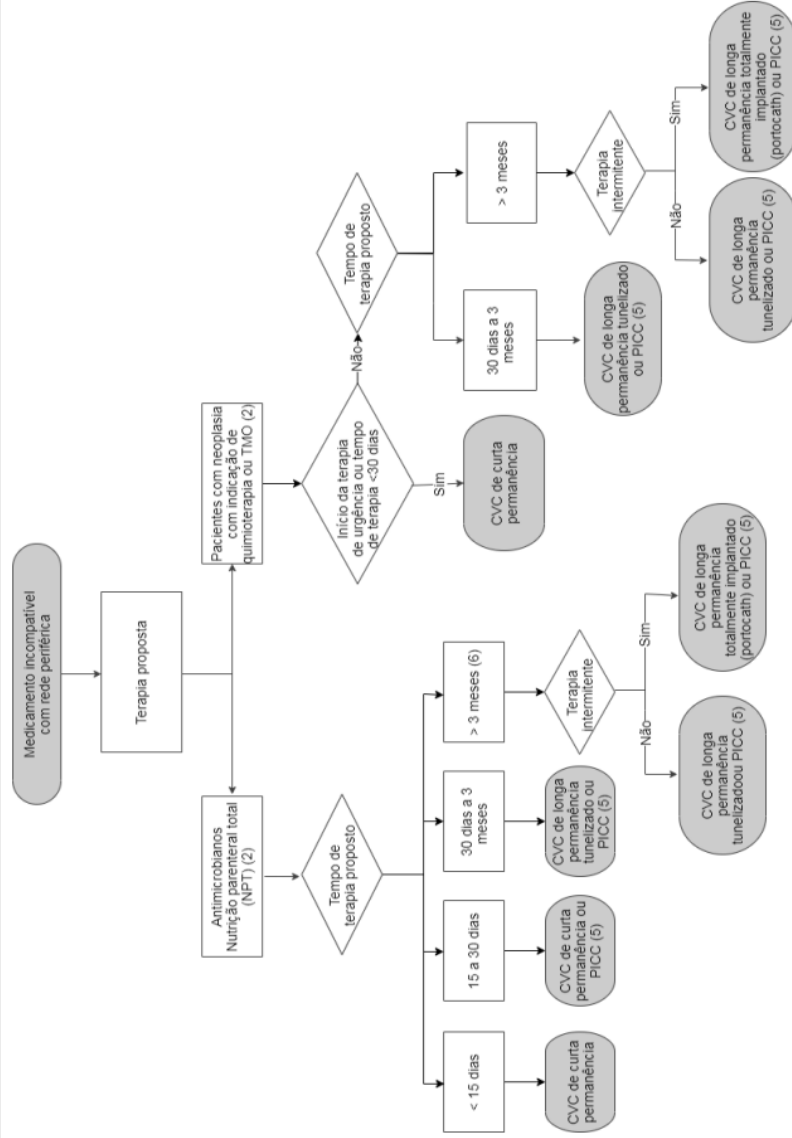 Medicamento incompatível
com rede periférica
Terapia proposta
Antimicrobianos
Nutrição parenteral total
(NPT) (2)
Pacientes com neoplasia
com indicação de
quimioterapia ou TMO (2)
Tempo de
terapia proposto
Início da terapia
de urgência ou tempo
de terapia <30 dias
Não
Tempo de
terapia proposto
Sim
< 15 dias
15 a 30 dias
30 dias a 3
meses
> 3 meses (6)
CVC de curta
permanência
30 dias a 3
meses
> 3 meses
CVC de curta
permanência
CVC de curta
permanência ou
PICC (5)
CVC de longa
permanência
tunelizado ou
PICC (5)
Terapia
intermitente
CVC de longa
permanência tunelizado
ou PICC (5)
Terapia
intermitente
Não
Sim
Não
Sim
CVC de longa
permanência
tunelizadoou PICC (5)
CVC de longa
permanência
totalmente implantado
(portocath) ou PICC (5)
CVC de longa
permanência
tunelizado ou PICC (5)
CVC de longa
permanência totalmente
implantado
(portocath) ou PICC (5)